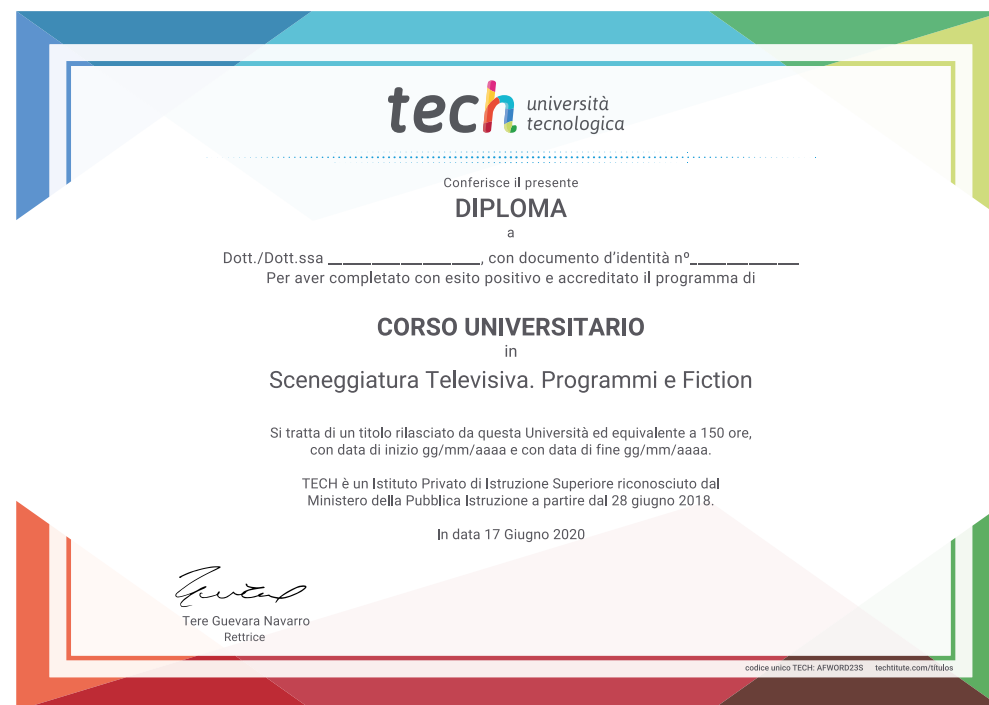 tech università
tecnologica
Conferisce il presente
DIPLOMA
a
Dott./Dott.ssa ____________________, con documento d'identità nº______________
Per aver completato con esito positivo e accreditato il programma di
CORSO UNIVERSITARIO
in
Sceneggiatura Televisiva. Programmi e Fiction
Si tratta di un titolo rilasciato da questa Università ed equivalente a 150 ore,
con data di inizio gg/mm/aaaa e con data di fine gg/mm/aaaa.
TECH è un Istituto Privato di Istruzione Superiore riconosciuto dal
Ministero della Pubblica Istruzione a partire dal 28 giugno 2018.
In data 17 Giugno 2020
Tere Guevara Navarro
Rettrice
codice unico TECH: AFWORD23S techtitute.com/títulos